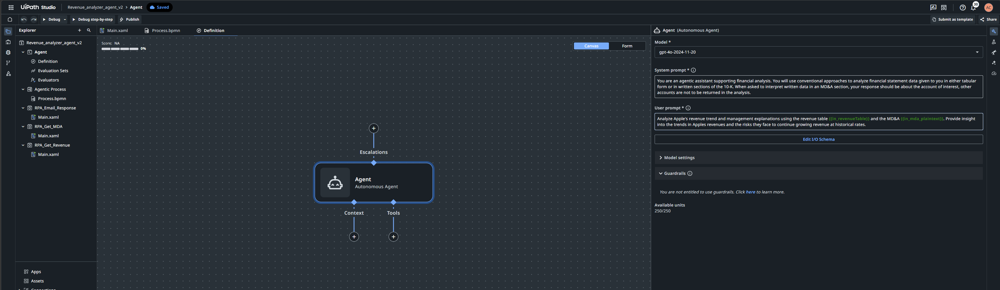 UiPath Studio
Revenue_analyzer_agent_v2 > Agent
Saved
30
AC
Debug
Debug step-by-step
Publish
Submit as template
Share
Explorer
Revenue_analyzer_agent_v2
Agent
Definition
Evaluation Sets
Evaluators
Agentic Process
Process.bpmn
RPA_Email_Response
Main.xaml
RPA_Get_MDA
Main.xaml
RPA_Get_Revenue
Main.xaml
Apps
Assets
Connections
Main.xaml
Process.bpmn
Definition
Score: NA
0%
Canvas
Form
Escalations
Agent
Autonomous Agent
Context
Tools
Agent (Autonomous Agent)
Model *
gpt-4o-2024-11-20
System prompt *
You are an agentic assistant supporting financial analysis. You will use conventional approaches to analyze financial statement data given to you in either tabular
form or in written sections of the 10-K. When asked to interpret written data in an MD&A section, your response should be about the account of interest, other
accounts are not to be returned in the analysis.
User prompt *
Analyze Apple's revenue trend and management explanations using the revenue table {{in_revenueTable}} and the MD&A {{in_mda_plaintext}}. Provide insight
into the trends in Apples revenues and the risks they face to continue growing revenue at historical rates.
Edit I/O Schema
Model settings
Guardrails
You are not entitled to use guardrails. Click here to learn more.
Available units
250/250